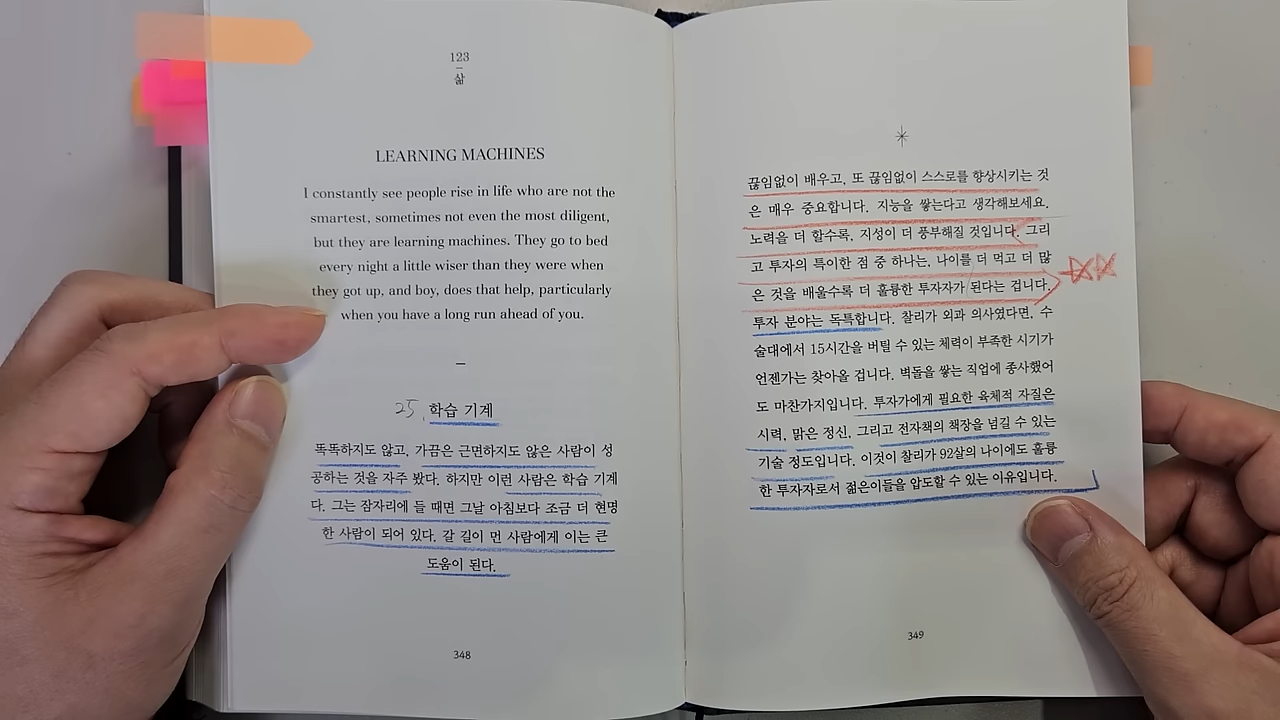 123
삶
LEARNING MACHINES
I constantly see people rise in life who are not the
smartest, sometimes not even the most diligent,
but they are learning machines. They go to bed
every night a little wiser than they were when
they got up, and boy, does that help, particularly
when you have a long run ahead of you.
25. 학습 기계
똑똑하지도 않고, 가끔은 근면하지도 않은 사람이 성
공하는 것을 자주 봤다. 하지만 이런 사람은 학습 기계
다. 그는 잠자리에 들 때면 그날 아침보다 조금 더 현명
한 사람이 되어 있다. 갈 길이 먼 사람에게 이는 큰
도움이 된다.
348
끊임없이 배우고, 또 끊임없이 스스로를 향상시키는 것
은 매우 중요합니다. 지능을 쌓는다고 생각해보세요.
노력을 더 할수록, 지성이 더 풍부해질 것입니다. 그리
고 투자의 특이한 점 중 하나는, 나이를 더 먹고 더 많
은 것을 배울수록 더 훌륭한 투자자가 된다는 겁니다.
투자 분야는 독특합니다. 찰리가 외과 의사였다면, 수
술대에서 15시간을 버틸 수 있는 체력이 부족한 시기가
언젠가는 찾아올 겁니다. 벽돌을 쌓는 직업에 종사했어
도 마찬가지입니다. 투자가에게 필요한 육체적 자질은
시력, 맑은 정신, 그리고 전자책의 책장을 넘길 수 있는
기술 정도입니다. 이것이 찰리가 92살의 나이에도 훌륭
한 투자자로서 젊은이들을 압도할 수 있는 이유입니다.
349